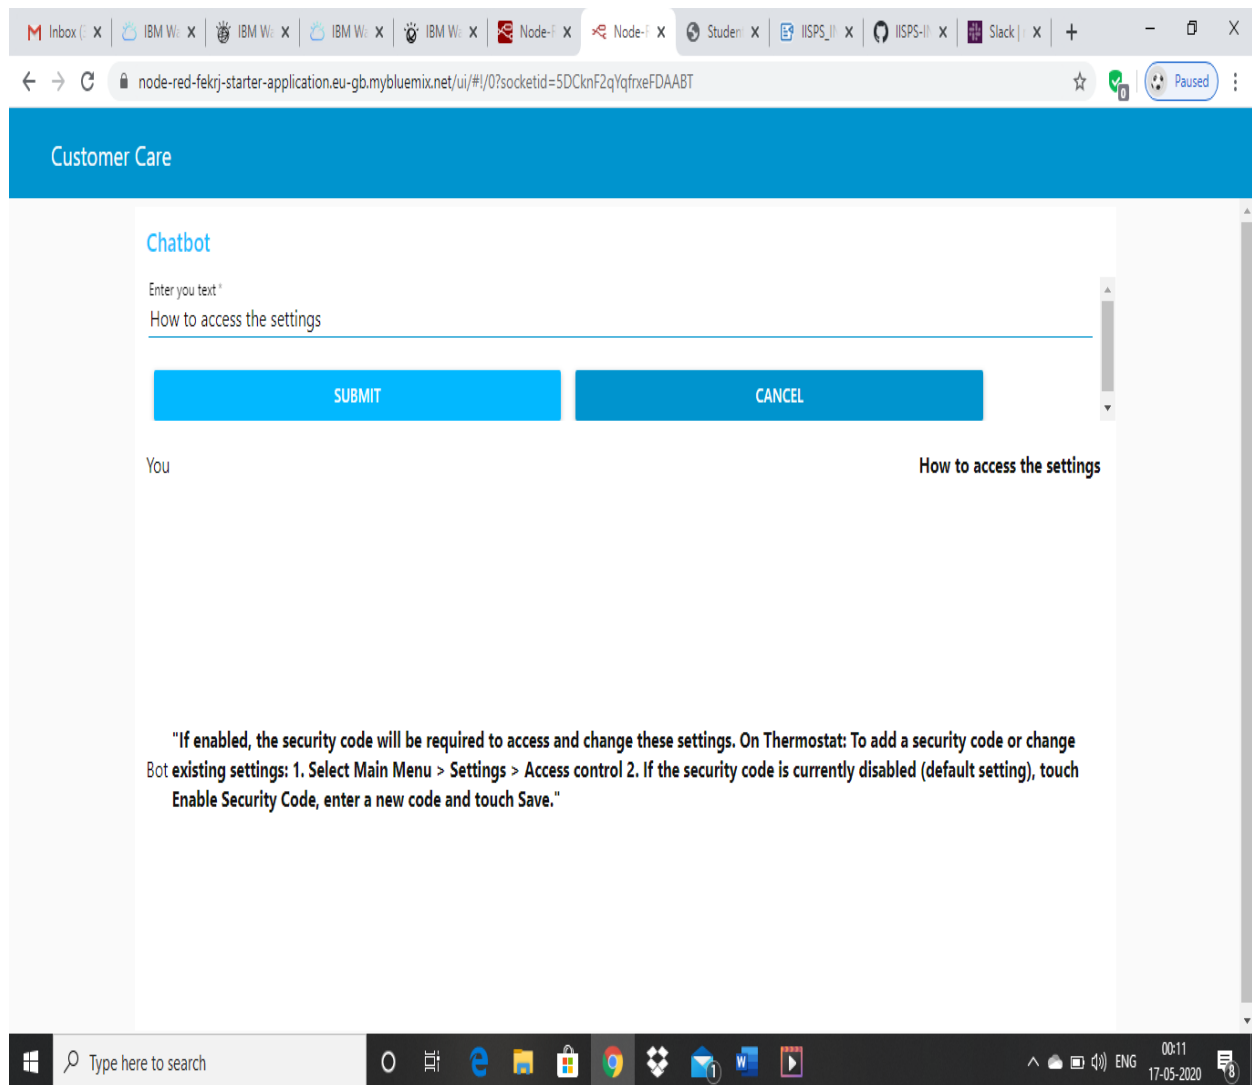 Inbox (
IBM Wa
IBM Wa
IBM Wa
IBM Wa
Node-R
Node-R
Studen
IISPS_I
IISPS-I
Slack |
Paused
node-red-fekrj-starter-application.eu-gb.mybluemix.net/ui/#!/0?socketid=5DCknF2qYqfrxeFDAABT
Customer Care
Chatbot
Enter you text *
How to access the settings
SUBMIT CANCEL
You How to access the settings
"If enabled, the security code will be required to access and change these settings. On Thermostat: To add a security code or change
Bot existing settings: 1. Select Main Menu > Settings > Access control 2. If the security code is currently disabled (default setting), touch
Enable Security Code, enter a new code and touch Save."
Type here to search
ENG
00:11
17-05-2020